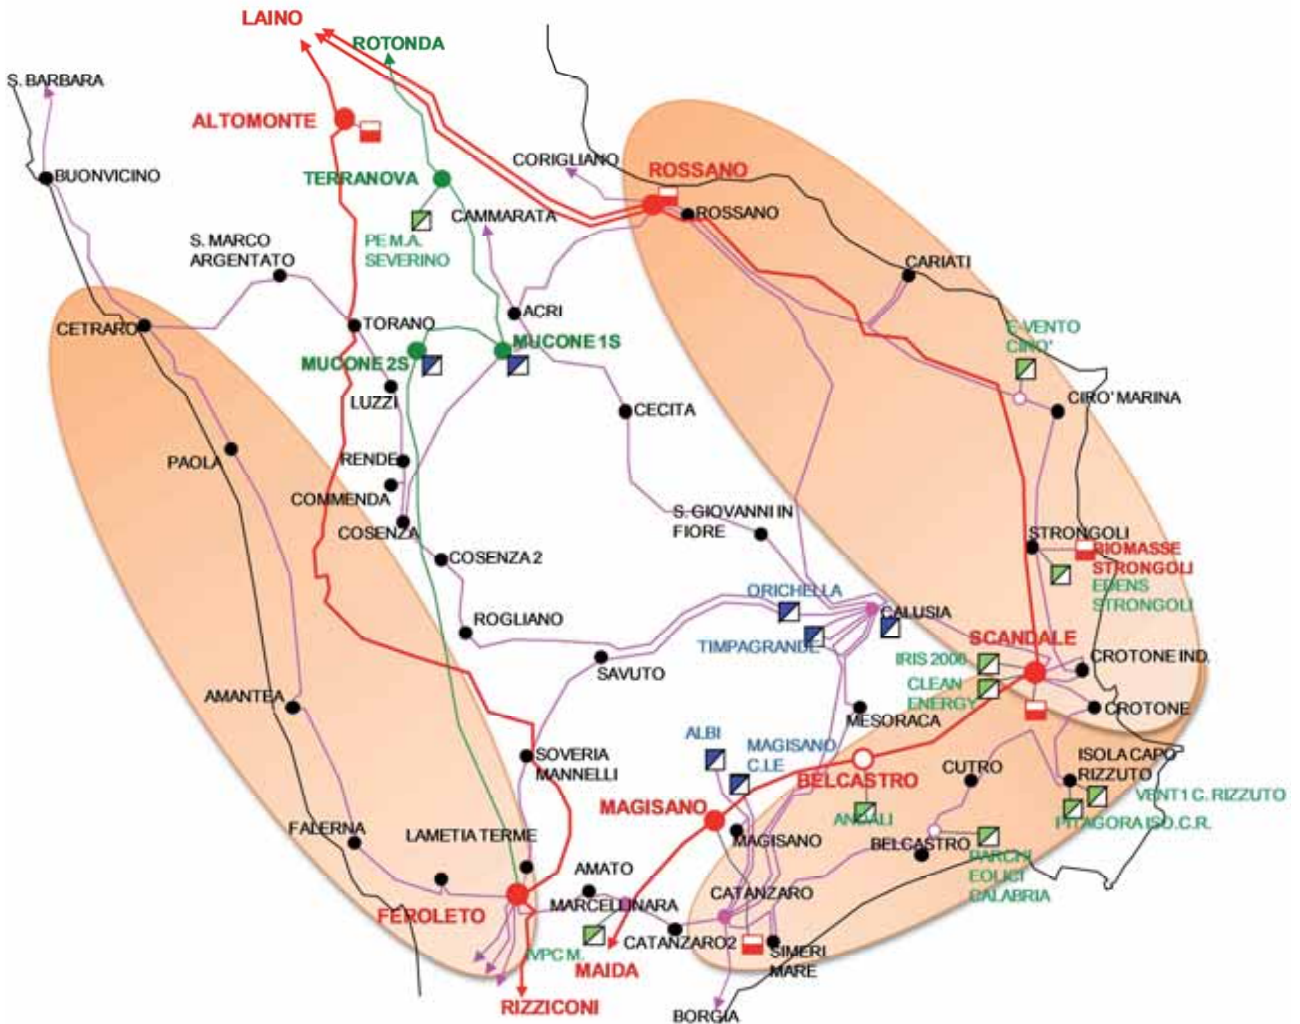 LAINO
ROTONDA
S. BARBARA
ALTOMONTE
CORIGLIANO
ROSSANO
BUONVICINO
TERRANOVA
CAMMARATA
ROSSANO
PE M.A.
SEVERINO
S. MARCO
ARGENTATO
CARIATI
CETRARO
TORANO
ACRI
E-VENTO
CIRO'
MUCONE 2S
MUCONE 1S
LUZZI
CECITA
CIRO' MARINA
PAOLA
RENDE
COMMENDA
COSENZA
S. GIOVANNI IN
FIORE
STRONGOLI
BIOMASSE
STRONGOLI
EDENS
STRONGOLI
COSENZA 2
ORICHELLA
CALUSIA
ROGLIANO
TIMPAGRANDE
SCANDALE
IRIS 2006
CROTONE IND.
SAVUTO
CLEAN
ENERGY
AMANTEA
MESORACA
CROTONE
ALBI
MAGISANO
C.LE
SOVERIA
MANNELLI
BELCASTRO
CUTRO
ISOLA CAPO
RIZZUTO
VENT1 C. RIZZUTO
MAGISANO
ANDALI
PITAGORA ISO.C.R.
FALERNA
LAMETIA TERME
MAGISANO
BELCASTRO
PARCHI
EOLICI
CALABRIA
AMATO
CATANZARO
FEROLETO
MARCELLINARA
CATANZARO2
IVPC M.
SIMERI
MARE
MAIDA
RIZZICONI
BORGIA